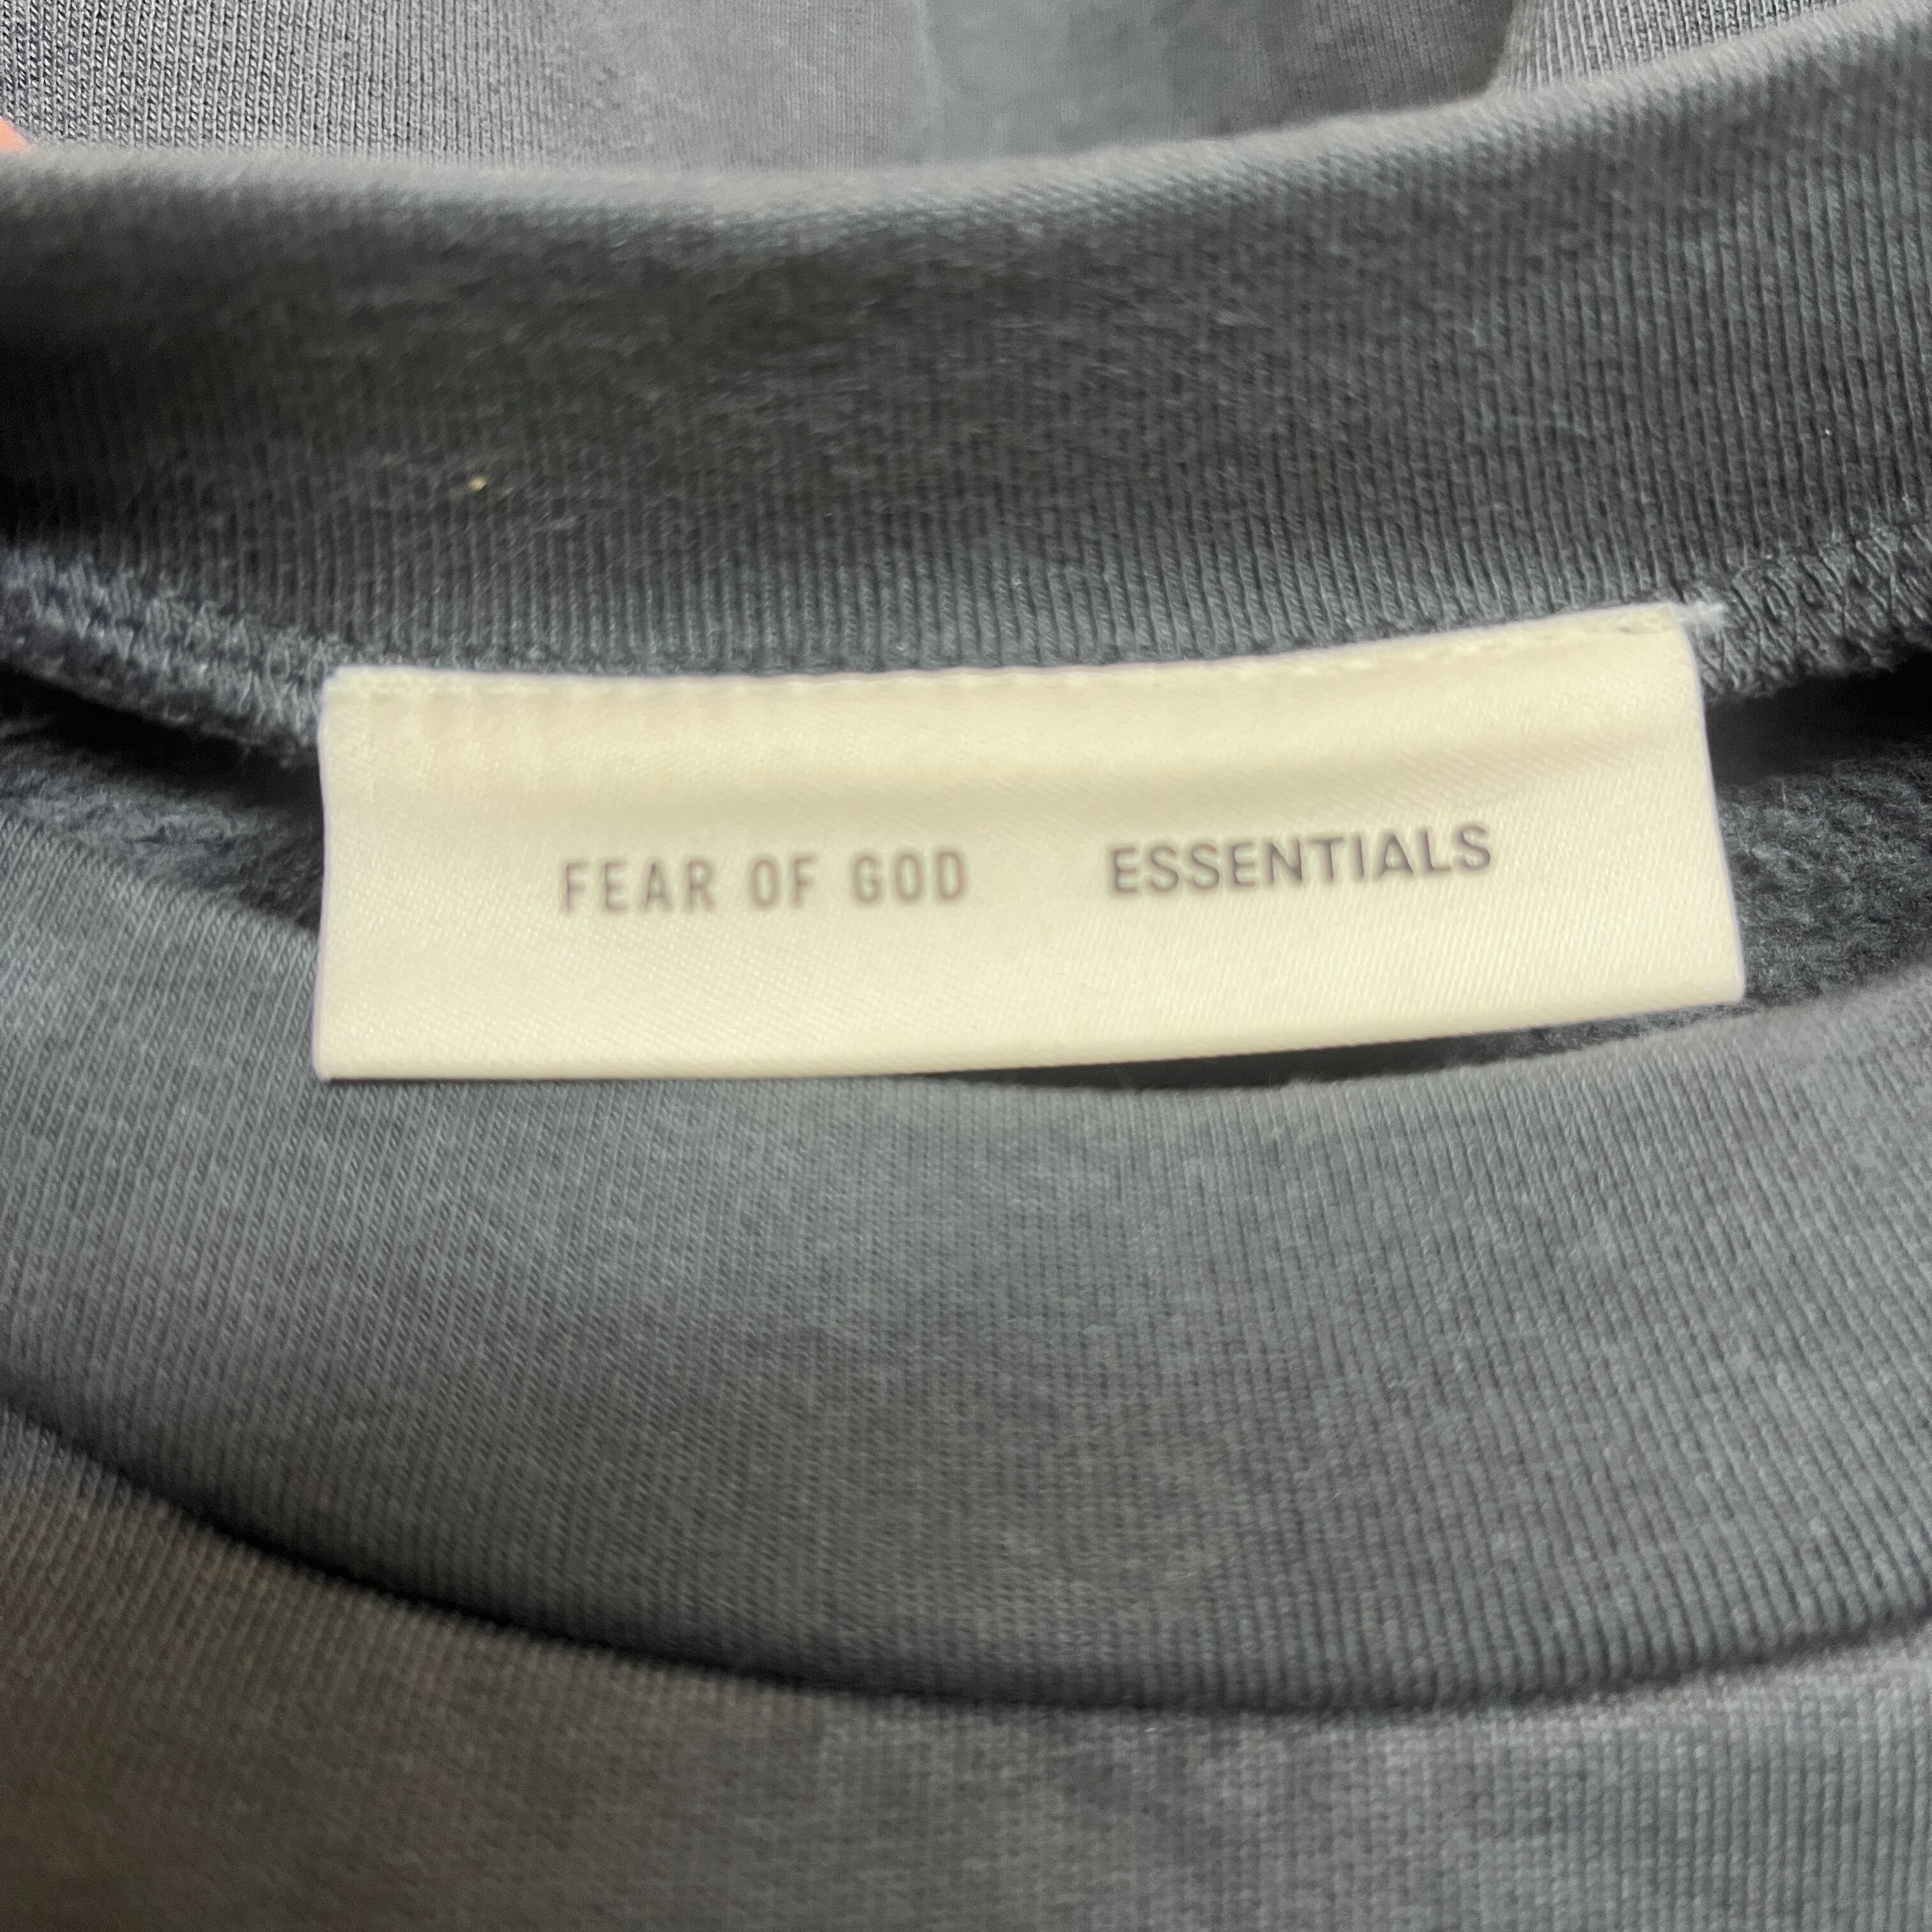 FEAR OF GOD ESSENTIALS